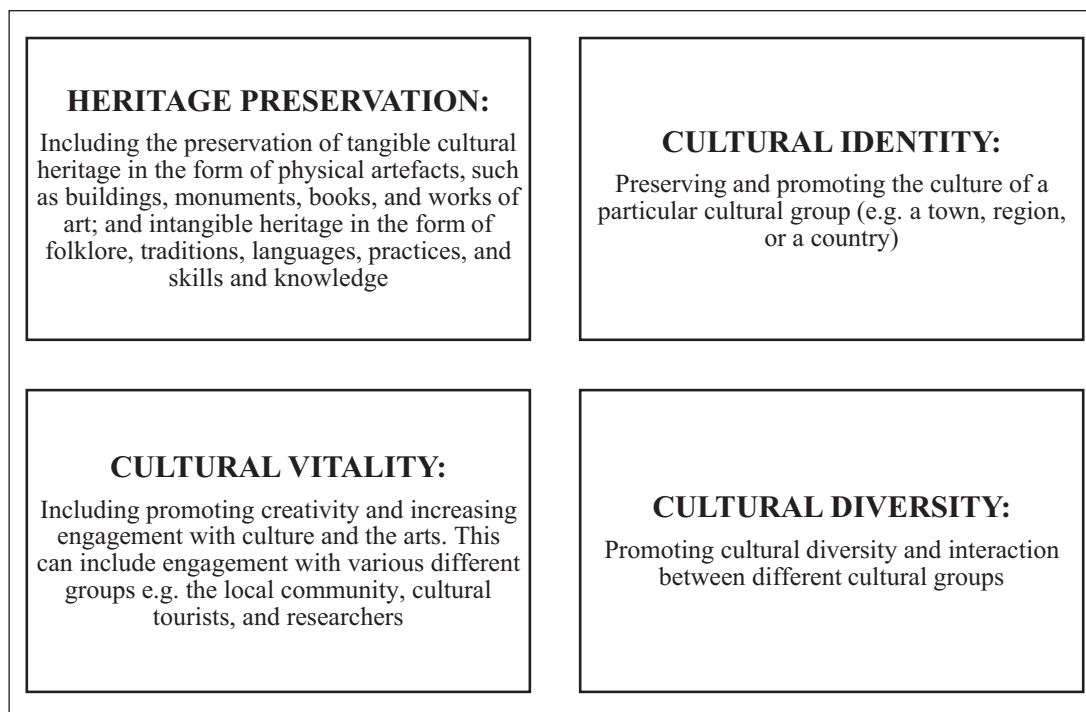 HERITAGE PRESERVATION:
Including the preservation of tangible cultural
heritage in the form of physical artefacts, such
as buildings, monuments, books, and works of
art; and intangible heritage in the form of
folklore, traditions, languages, practices, and
skills and knowledge
CULTURAL IDENTITY:
Preserving and promoting the culture of a
particular cultural group (e.g. a town, region,
or a country)
CULTURAL VITALITY:
Including promoting creativity and increasing
engagement with culture and the arts. This
can include engagement with various different
groups e.g. the local community, cultural
tourists, and researchers
CULTURAL DIVERSITY:
Promoting cultural diversity and interaction
between different cultural groups